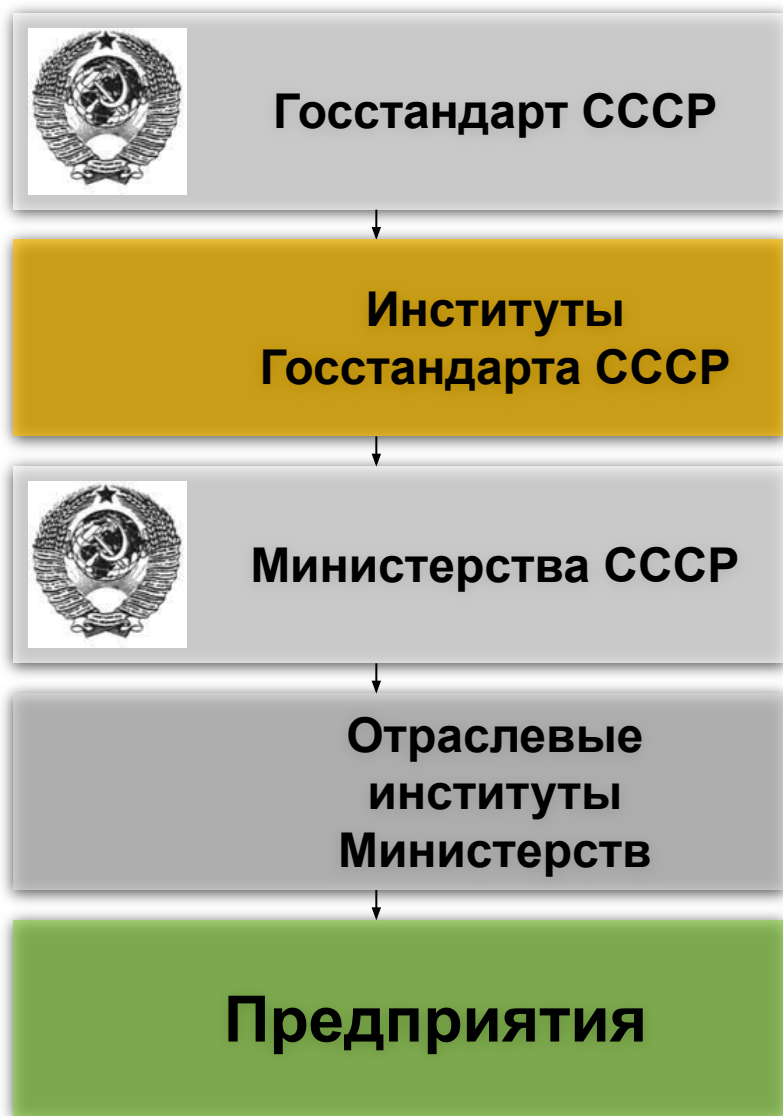 Госстандарт СССР
Институты
Госстандарта СССР
Министерства СССР
Отраслевые
институты
Министерств
Предприятия